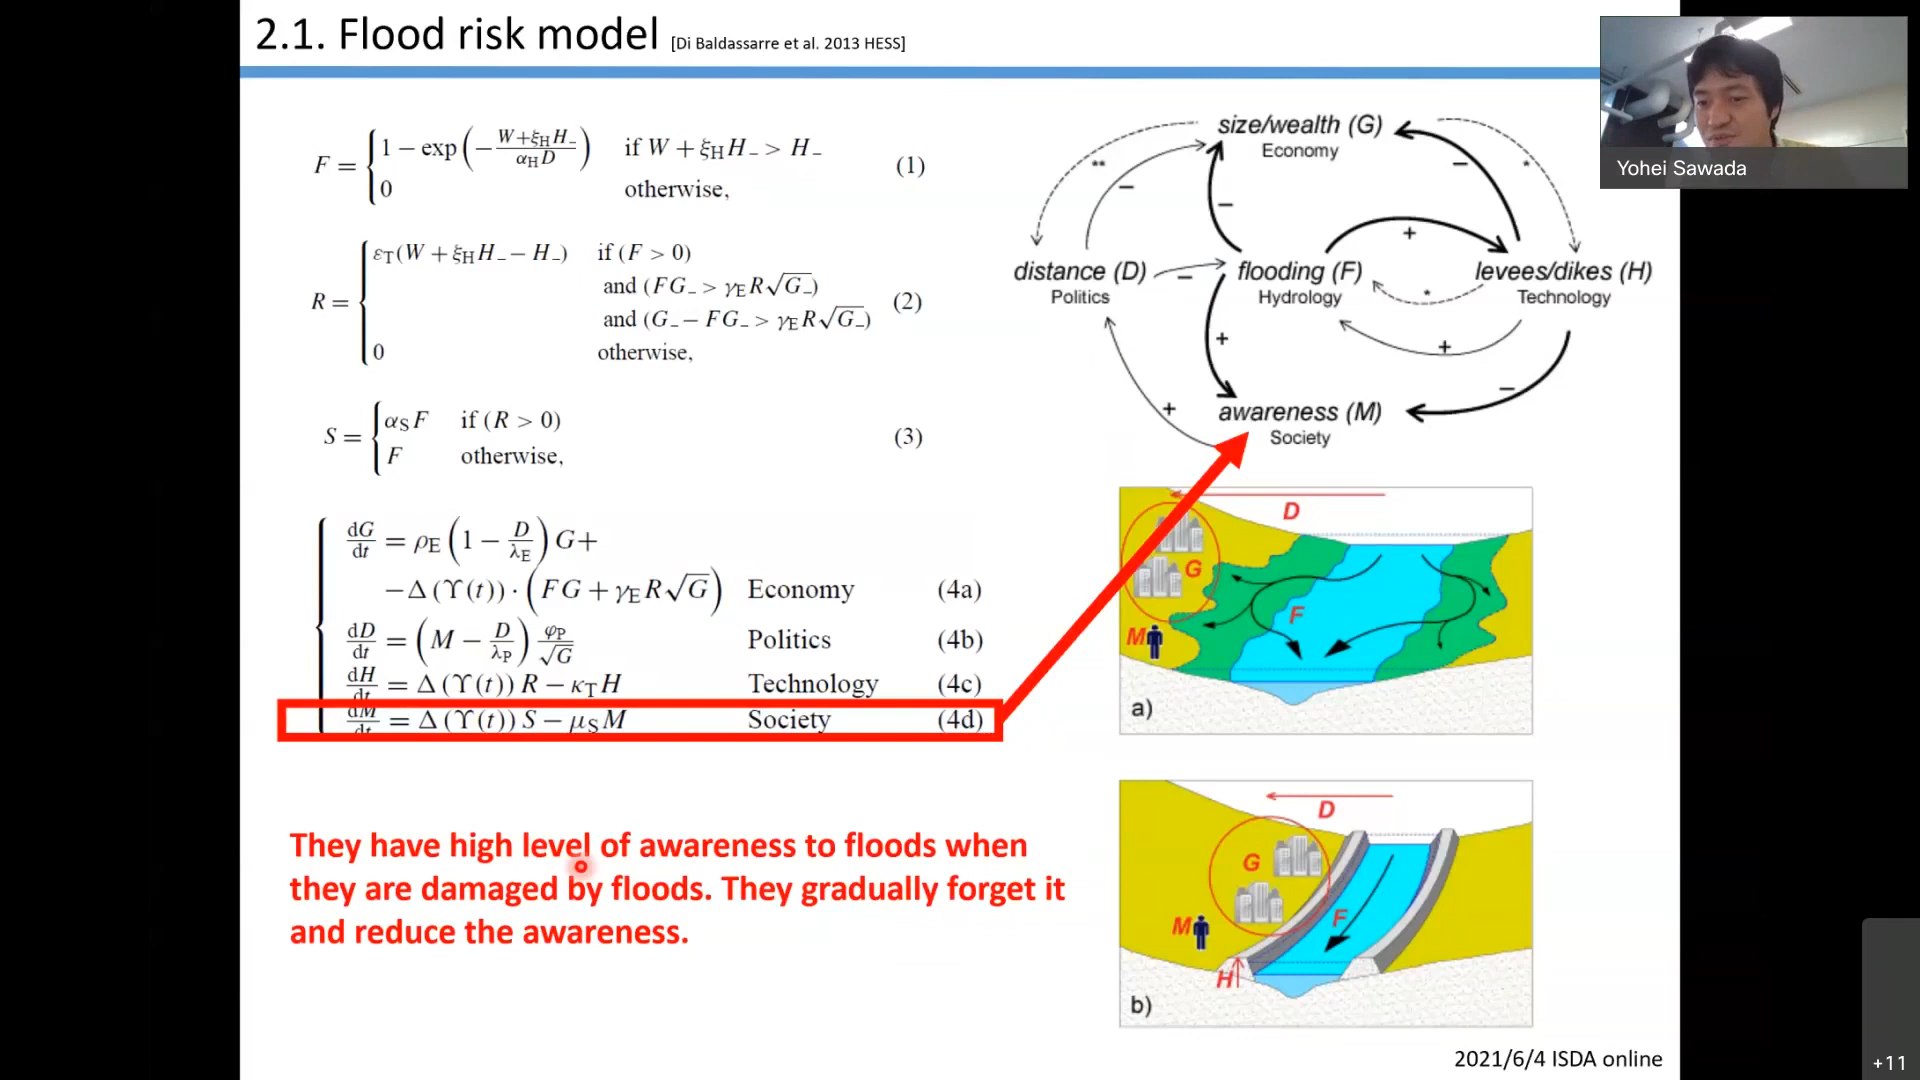 2.1. Flood risk model [Di Baldassarre et al. 2013 HESS]
F = { 1 − exp(−(W+ξ_H H_−)/(α_H D)) if W + ξ_H H_− > H_− (1)
0 otherwise,
R = { ε_T(W + ξ_H H_− − H_−) if (F > 0)
and (FG_− > γ_E R√G_−)
and (G_− − FG_− > γ_E R√G_−) (2)
0 otherwise,
S = { α_S F if (R > 0)
F otherwise, (3)
dG/dt = ρ_E (1 − D/λ_E) G+
−Δ (ϒ(t)) · (FG + γ_E R√G) Economy (4a)
dD/dt = (M − D/λ_P) φ_P/√G Politics (4b)
dH/dt = Δ (ϒ(t)) R − κ_T H Technology (4c)
dM/dt = Δ (ϒ(t)) S − μ_S M Society (4d)
They have high level of awareness to floods when
they are damaged by floods. They gradually forget it
and reduce the awareness.
size/wealth (G)
Economy
** − − − *
+
distance (D)
Politics
−
flooding (F)
Hydrology
*
levees/dikes (H)
Technology
+
+
+
−
awareness (M)
Society
D
G
F
M
a)
D
G
F
M
H
b)
2021/6/4 ISDA online
Yohei Sawada
+11